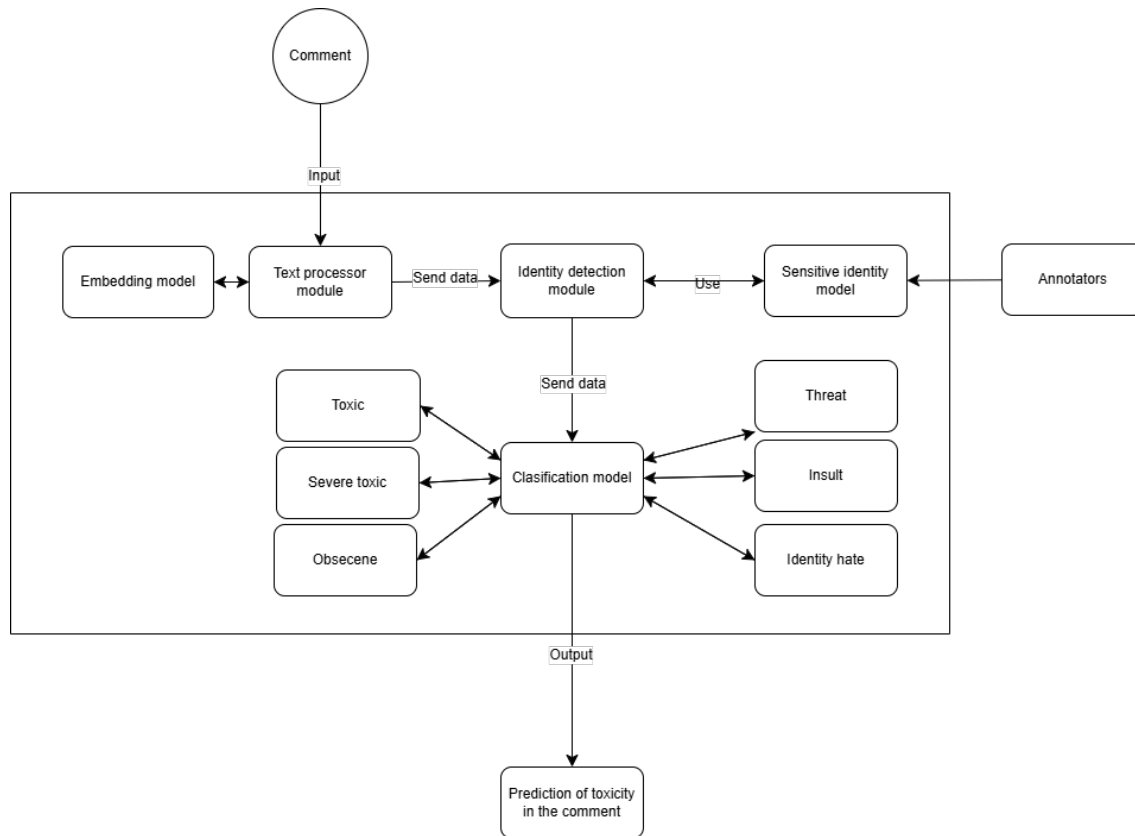 Comment
Input
Embedding model
Text processor
module
Send data
Identity detection
module
Use
Sensitive identity
model
Annotators
Send data
Toxic
Threat
Severe toxic
Clasification model
Insult
Obsecene
Identity hate
Output
Prediction of toxicity
in the comment